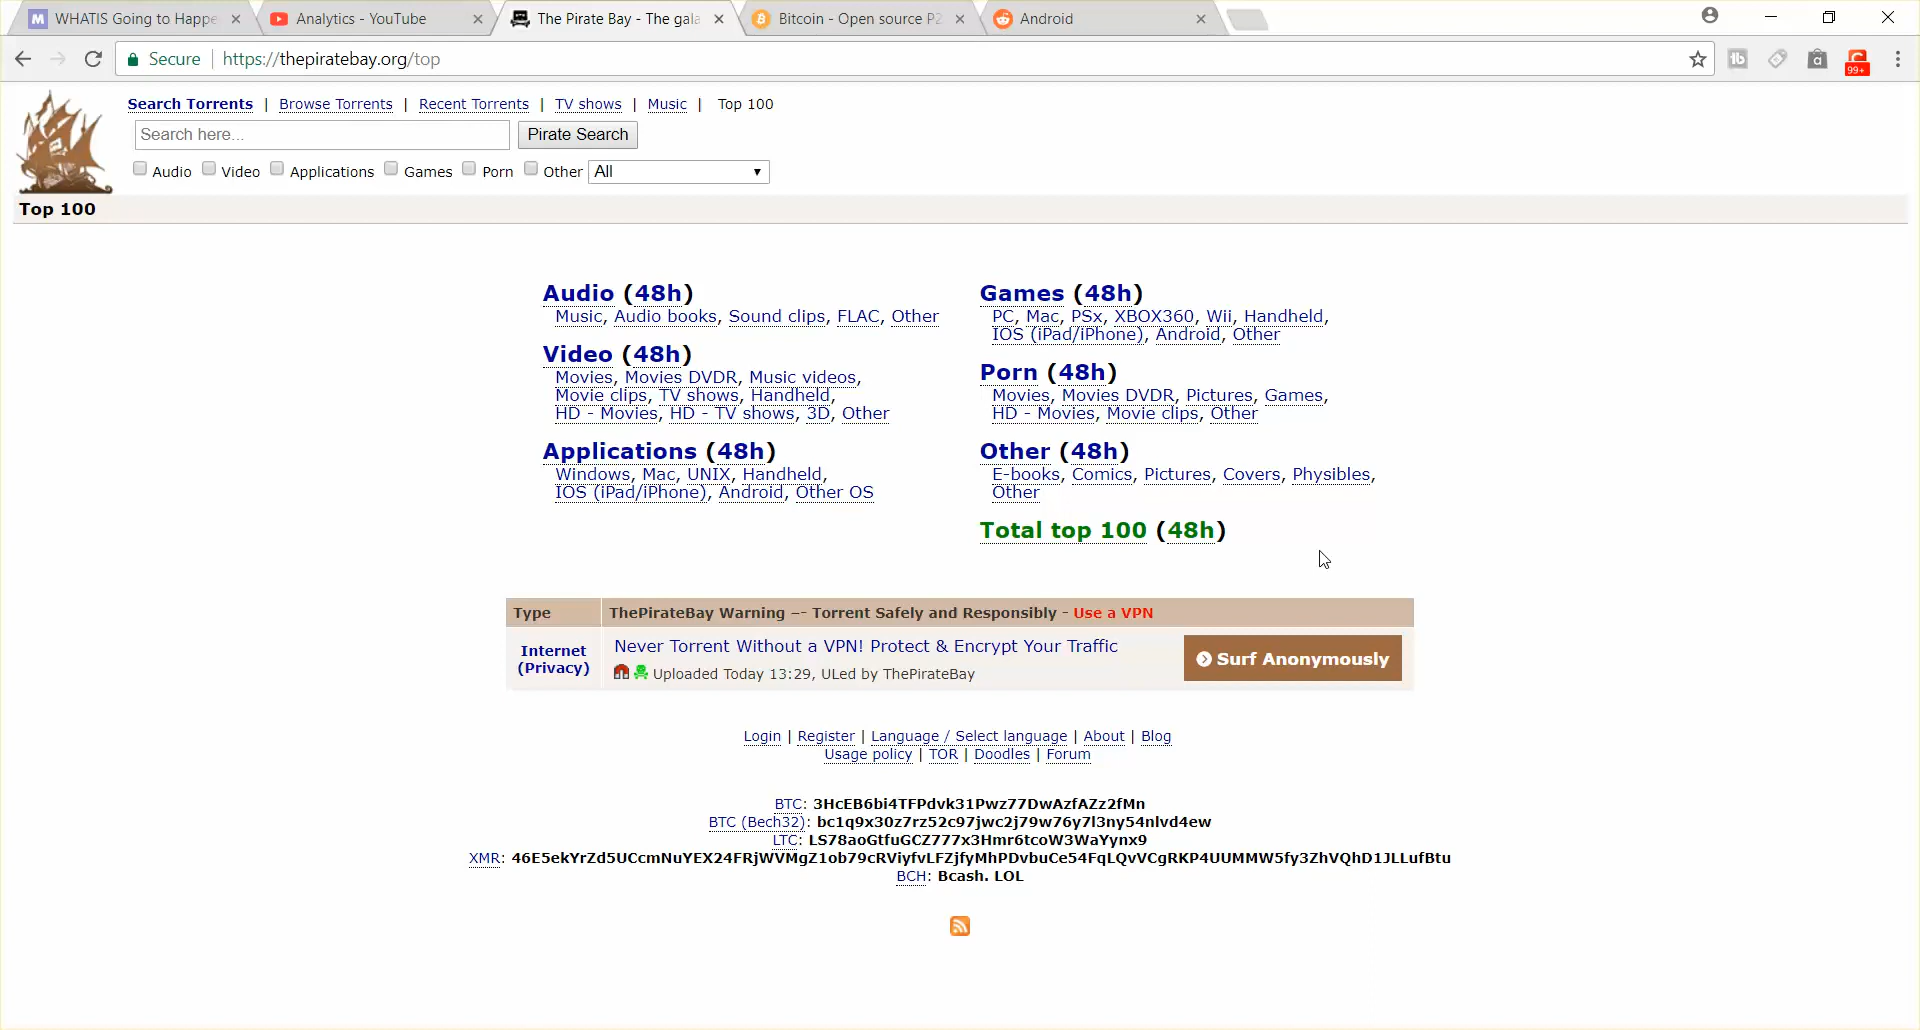 WHATIS Going to Happe
Analytics - YouTube
The Pirate Bay - The gala
Bitcoin - Open source P2
Android
Secure
https://thepiratebay.org/top
99+
Search Torrents | Browse Torrents | Recent Torrents | TV shows | Music | Top 100
Search here...
Pirate Search
Audio Video Applications Games Porn Other All
Top 100
Audio (48h)
Music, Audio books, Sound clips, FLAC, Other
Video (48h)
Movies, Movies DVDR, Music videos,
Movie clips, TV shows, Handheld,
HD - Movies, HD - TV shows, 3D, Other
Applications (48h)
Windows, Mac, UNIX, Handheld,
IOS (iPad/iPhone), Android, Other OS
Games (48h)
PC, Mac, PSx, XBOX360, Wii, Handheld,
IOS (iPad/iPhone), Android, Other
Porn (48h)
Movies, Movies DVDR, Pictures, Games,
HD - Movies, Movie clips, Other
Other (48h)
E-books, Comics, Pictures, Covers, Physibles,
Other
Total top 100 (48h)
Type ThePirateBay Warning –- Torrent Safely and Responsibly - Use a VPN
Internet
(Privacy)
Never Torrent Without a VPN! Protect & Encrypt Your Traffic
Uploaded Today 13:29, ULed by ThePirateBay
Surf Anonymously
Login | Register | Language / Select language | About | Blog
Usage policy | TOR | Doodles | Forum
BTC: 3HcEB6bi4TFPdvk31Pwz77DwAzfAZz2fMn
BTC (Bech32): bc1q9x30z7rz52c97jwc2j79w76y7l3ny54nlvd4ew
LTC: LS78aoGtfuGCZ777x3Hmr6tcoW3WaYynx9
XMR: 46E5ekYrZd5UCcmNuYEX24FRjWVMgZ1ob79cRViyfvLFZjfyMhPDvbuCe54FqLQvVCgRKP4UUMMW5fy3ZhVQhD1JLLufBtu
BCH: Bcash. LOL